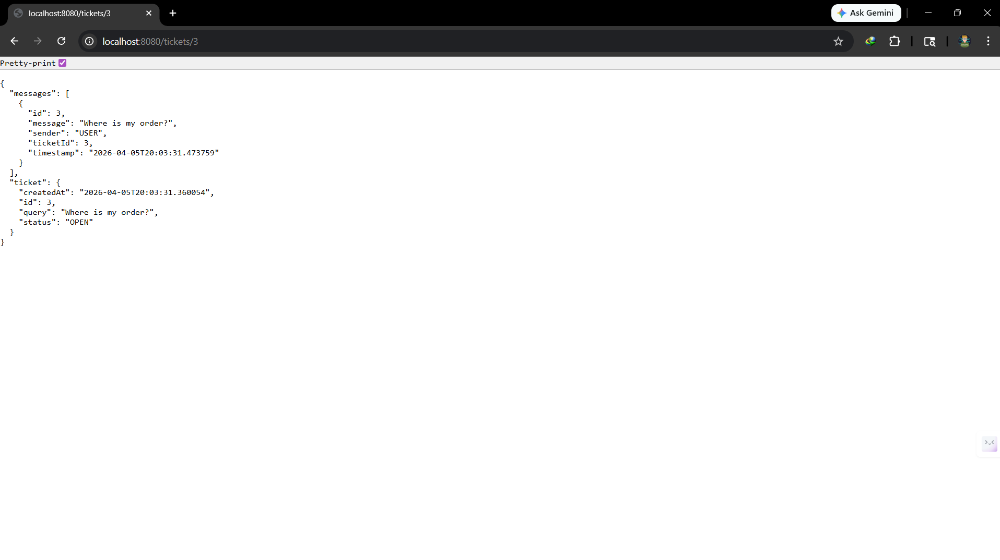 localhost:8080/tickets/3
Ask Gemini
localhost:8080/tickets/3
Pretty-print
{
  "messages": [
    {
      "id": 3,
      "message": "Where is my order?",
      "sender": "USER",
      "ticketId": 3,
      "timestamp": "2026-04-05T20:03:31.473759"
    }
  ],
  "ticket": {
    "createdAt": "2026-04-05T20:03:31.360054",
    "id": 3,
    "query": "Where is my order?",
    "status": "OPEN"
  }
}